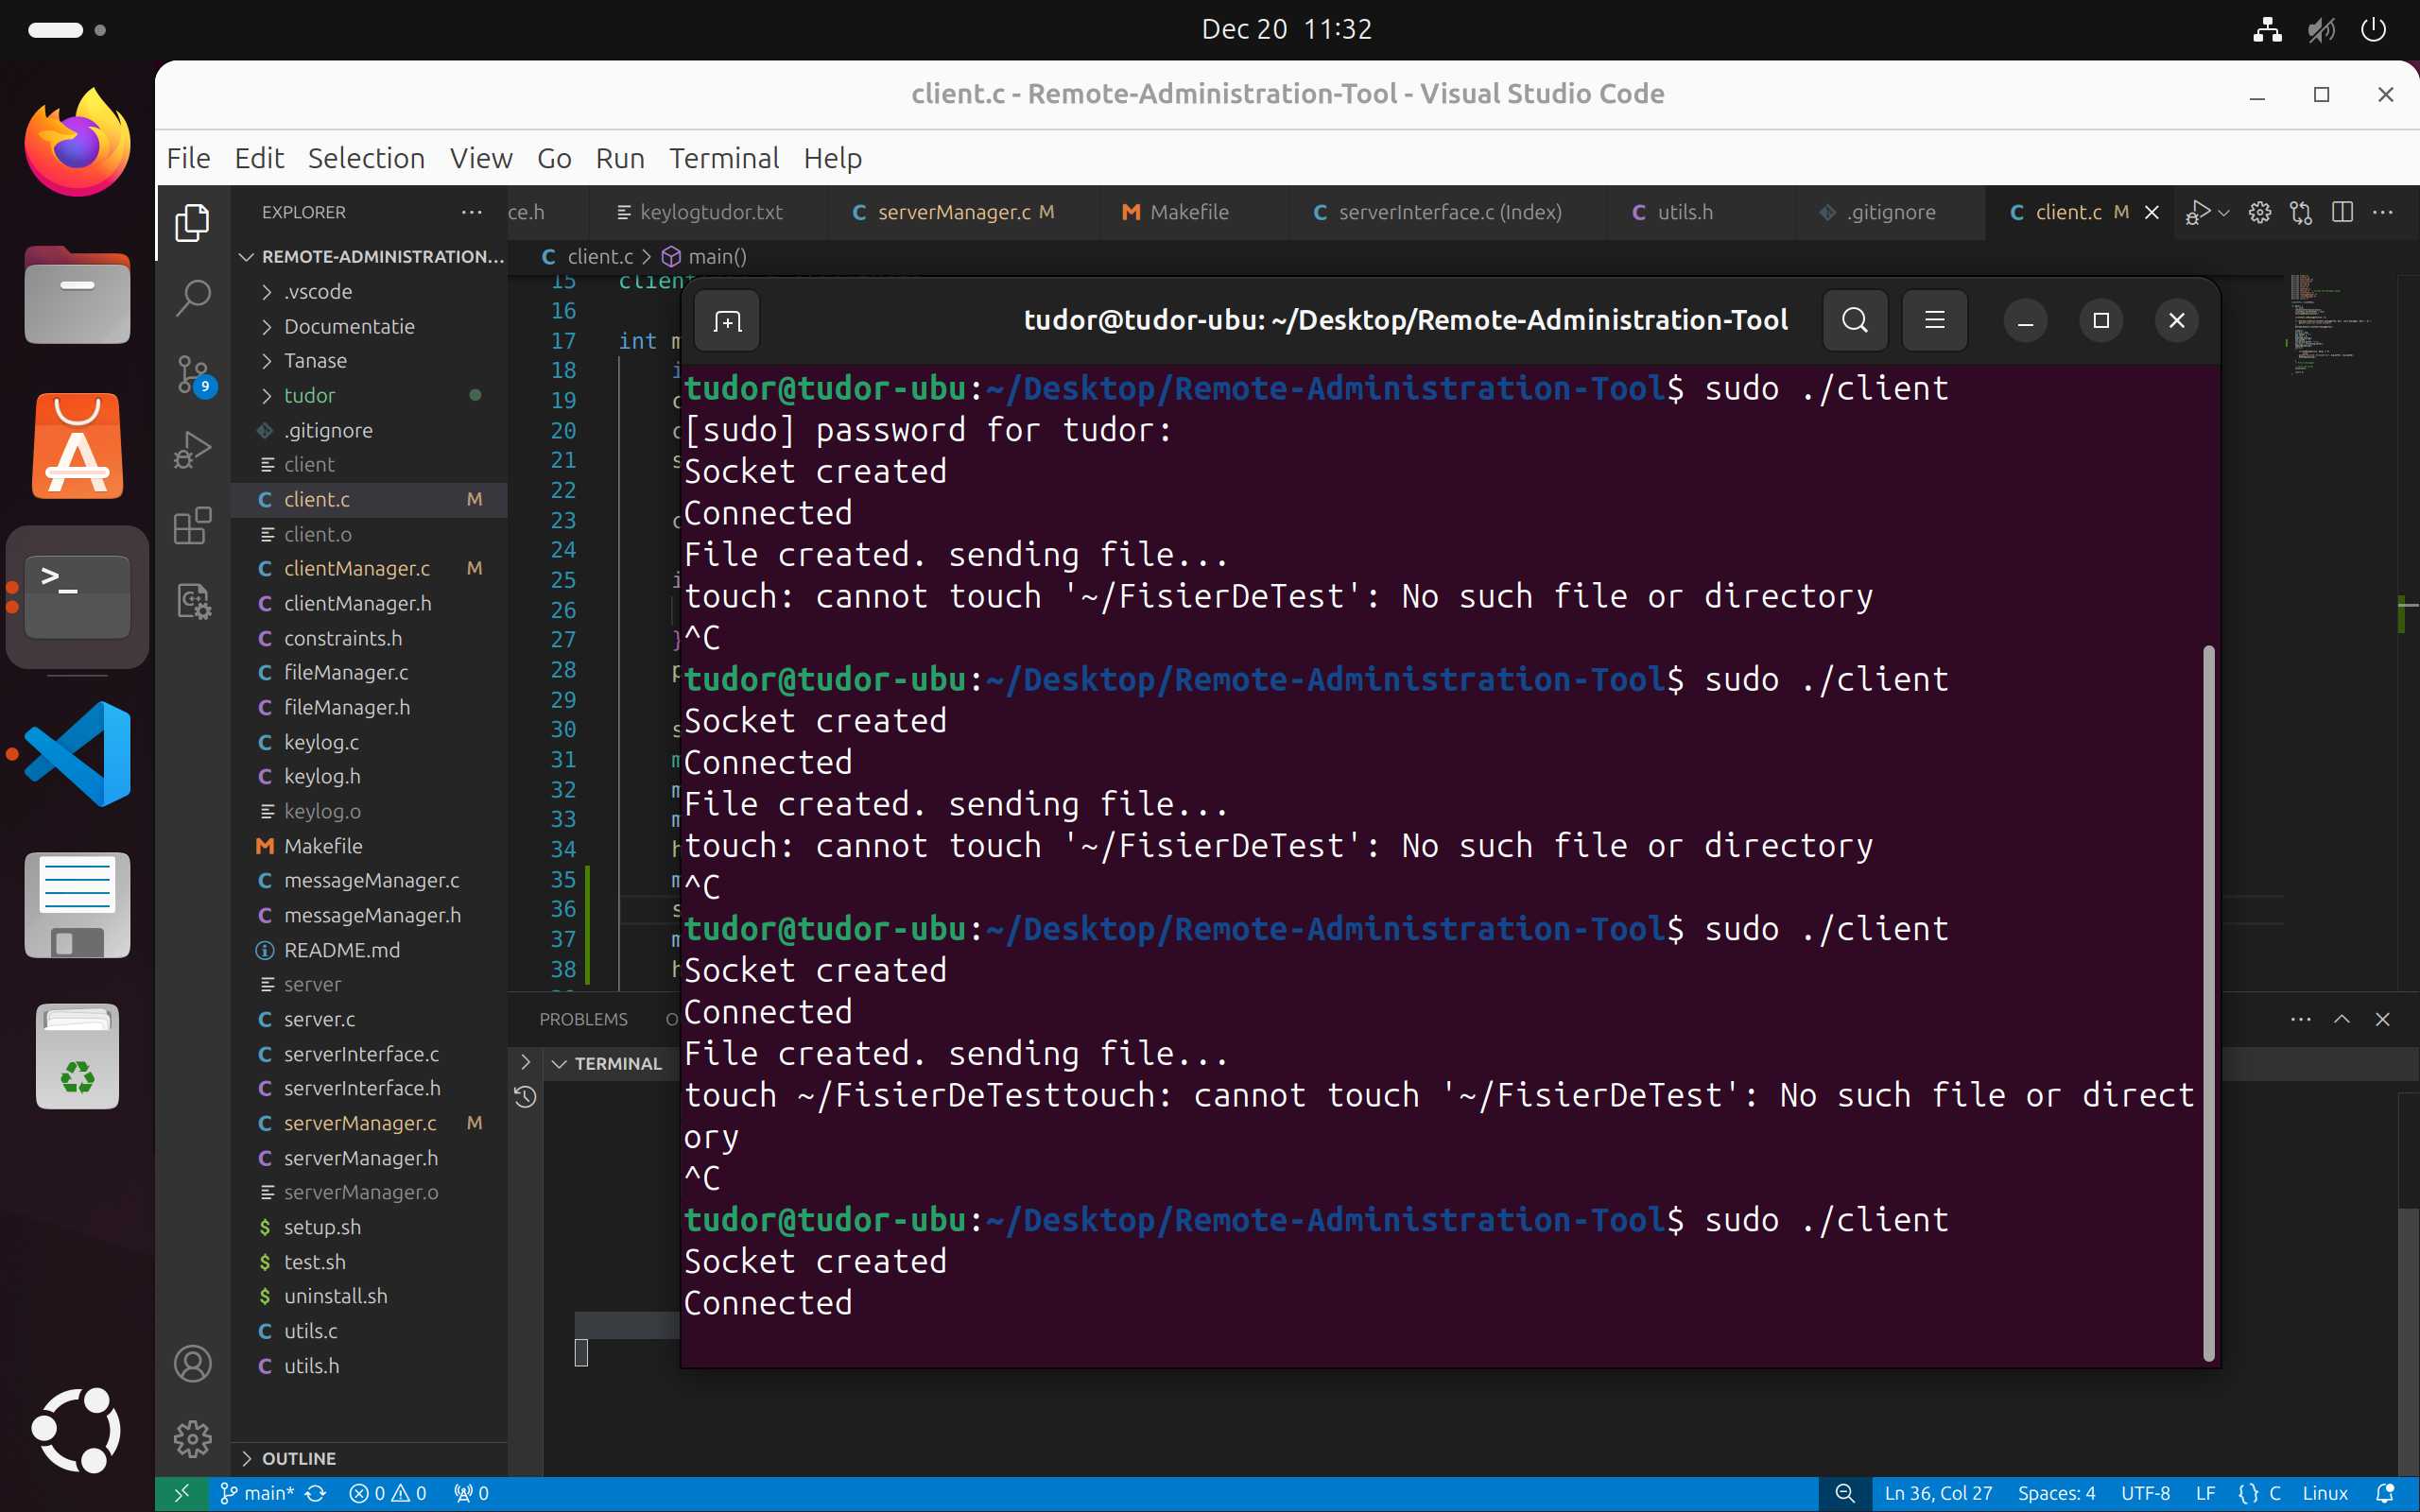 Dec 20 11:32
client.c - Remote-Administration-Tool - Visual Studio Code
File Edit Selection View Go Run Terminal Help
EXPLORER
ce.h keylogtudor.txt serverManager.c M Makefile serverInterface.c (Index) utils.h .gitignore client.c M
REMOTE-ADMINISTRATION...
client.c > main()
.vscode
Documentatie
Tanase
tudor
.gitignore
client
client.c M
client.o
clientManager.c M
clientManager.h
constraints.h
fileManager.c
fileManager.h
keylog.c
keylog.h
keylog.o
Makefile
messageManager.c
messageManager.h
README.md
server
server.c
serverInterface.c
serverInterface.h
serverManager.c M
serverManager.h
serverManager.o
setup.sh
test.sh
uninstall.sh
utils.c
utils.h
OUTLINE
9
15 client
16
17 int m
18 i
19 c
20 c
21 s
22
23 c
24
25 i
26
27 }
28 p
29
30 s
31 m
32 m
33 m
34 h
35 m
36 s
37 m
38 h
PROBLEMS O
TERMINAL
tudor@tudor-ubu: ~/Desktop/Remote-Administration-Tool
tudor@tudor-ubu:~/Desktop/Remote-Administration-Tool$ sudo ./client
[sudo] password for tudor:
Socket created
Connected
File created. sending file...
touch: cannot touch '~/FisierDeTest': No such file or directory
^C
tudor@tudor-ubu:~/Desktop/Remote-Administration-Tool$ sudo ./client
Socket created
Connected
File created. sending file...
touch: cannot touch '~/FisierDeTest': No such file or directory
^C
tudor@tudor-ubu:~/Desktop/Remote-Administration-Tool$ sudo ./client
Socket created
Connected
File created. sending file...
touch ~/FisierDeTesttouch: cannot touch '~/FisierDeTest': No such file or direct
ory
^C
tudor@tudor-ubu:~/Desktop/Remote-Administration-Tool$ sudo ./client
Socket created
Connected
main* 0 0 0 Ln 36, Col 27 Spaces: 4 UTF-8 LF {} C Linux